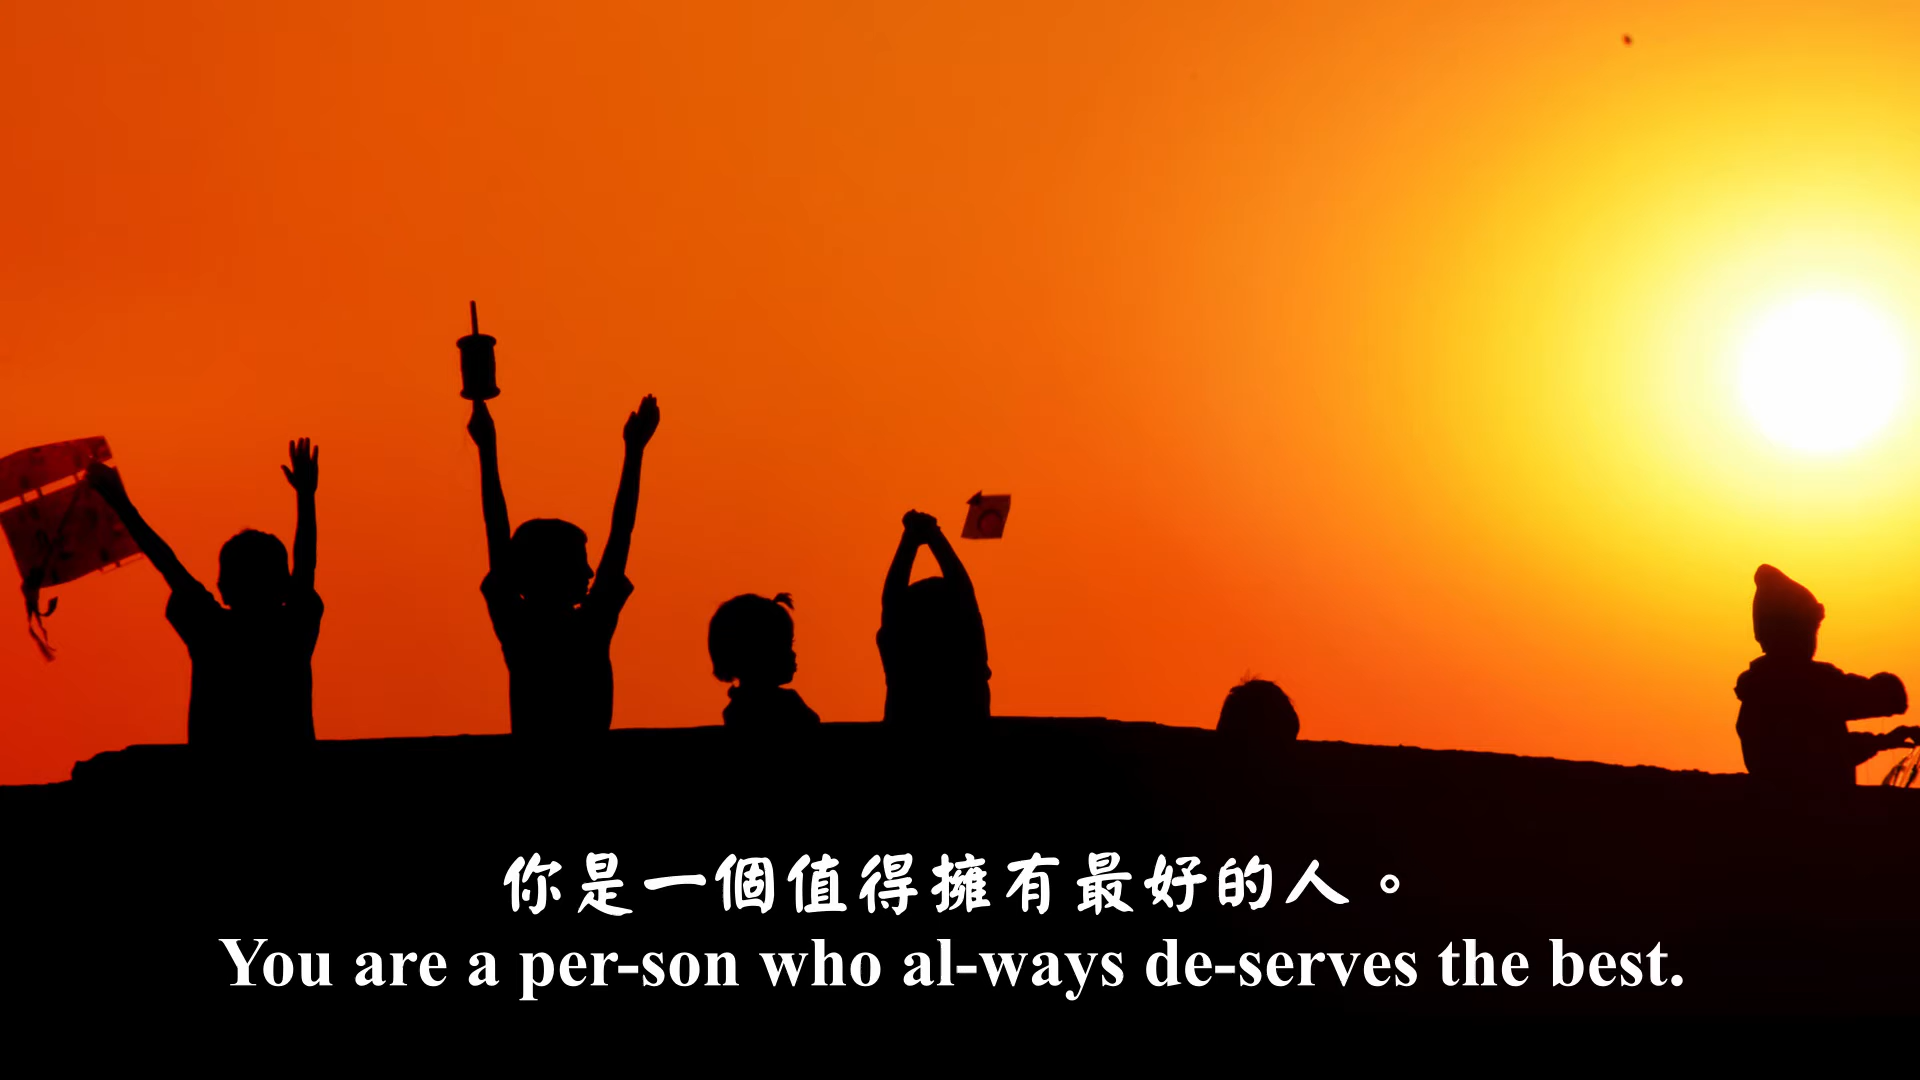 你是一個值得擁有最好的人。
You are a per-son who al-ways de-serves the best.